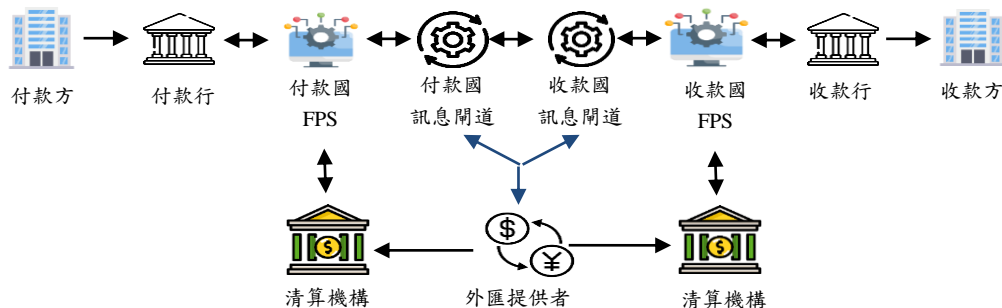 付款方
付款行
付款國
FPS
付款國
訊息閘道
收款國
訊息閘道
收款國
FPS
收款行
收款方
清算機構
外匯提供者
清算機構